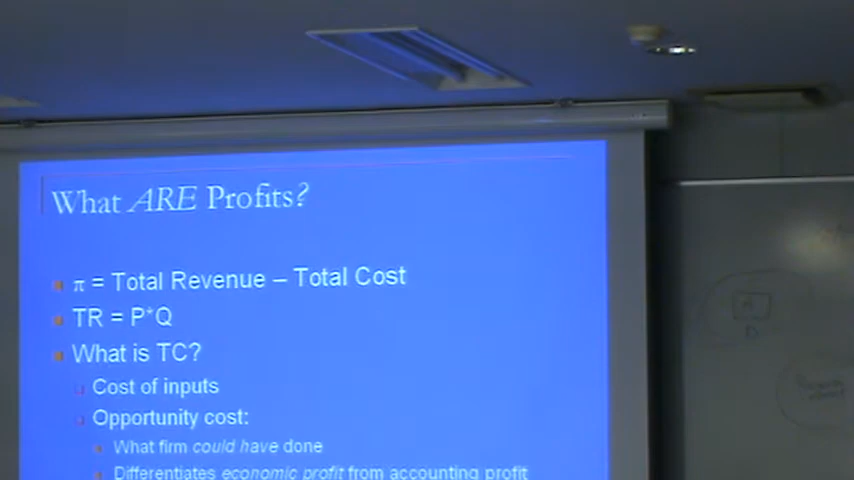 What ARE Profits?
π = Total Revenue – Total Cost
TR = P*Q
What is TC?
Cost of inputs
Opportunity cost:
What firm could have done
Differentiates economic profit from accounting profit